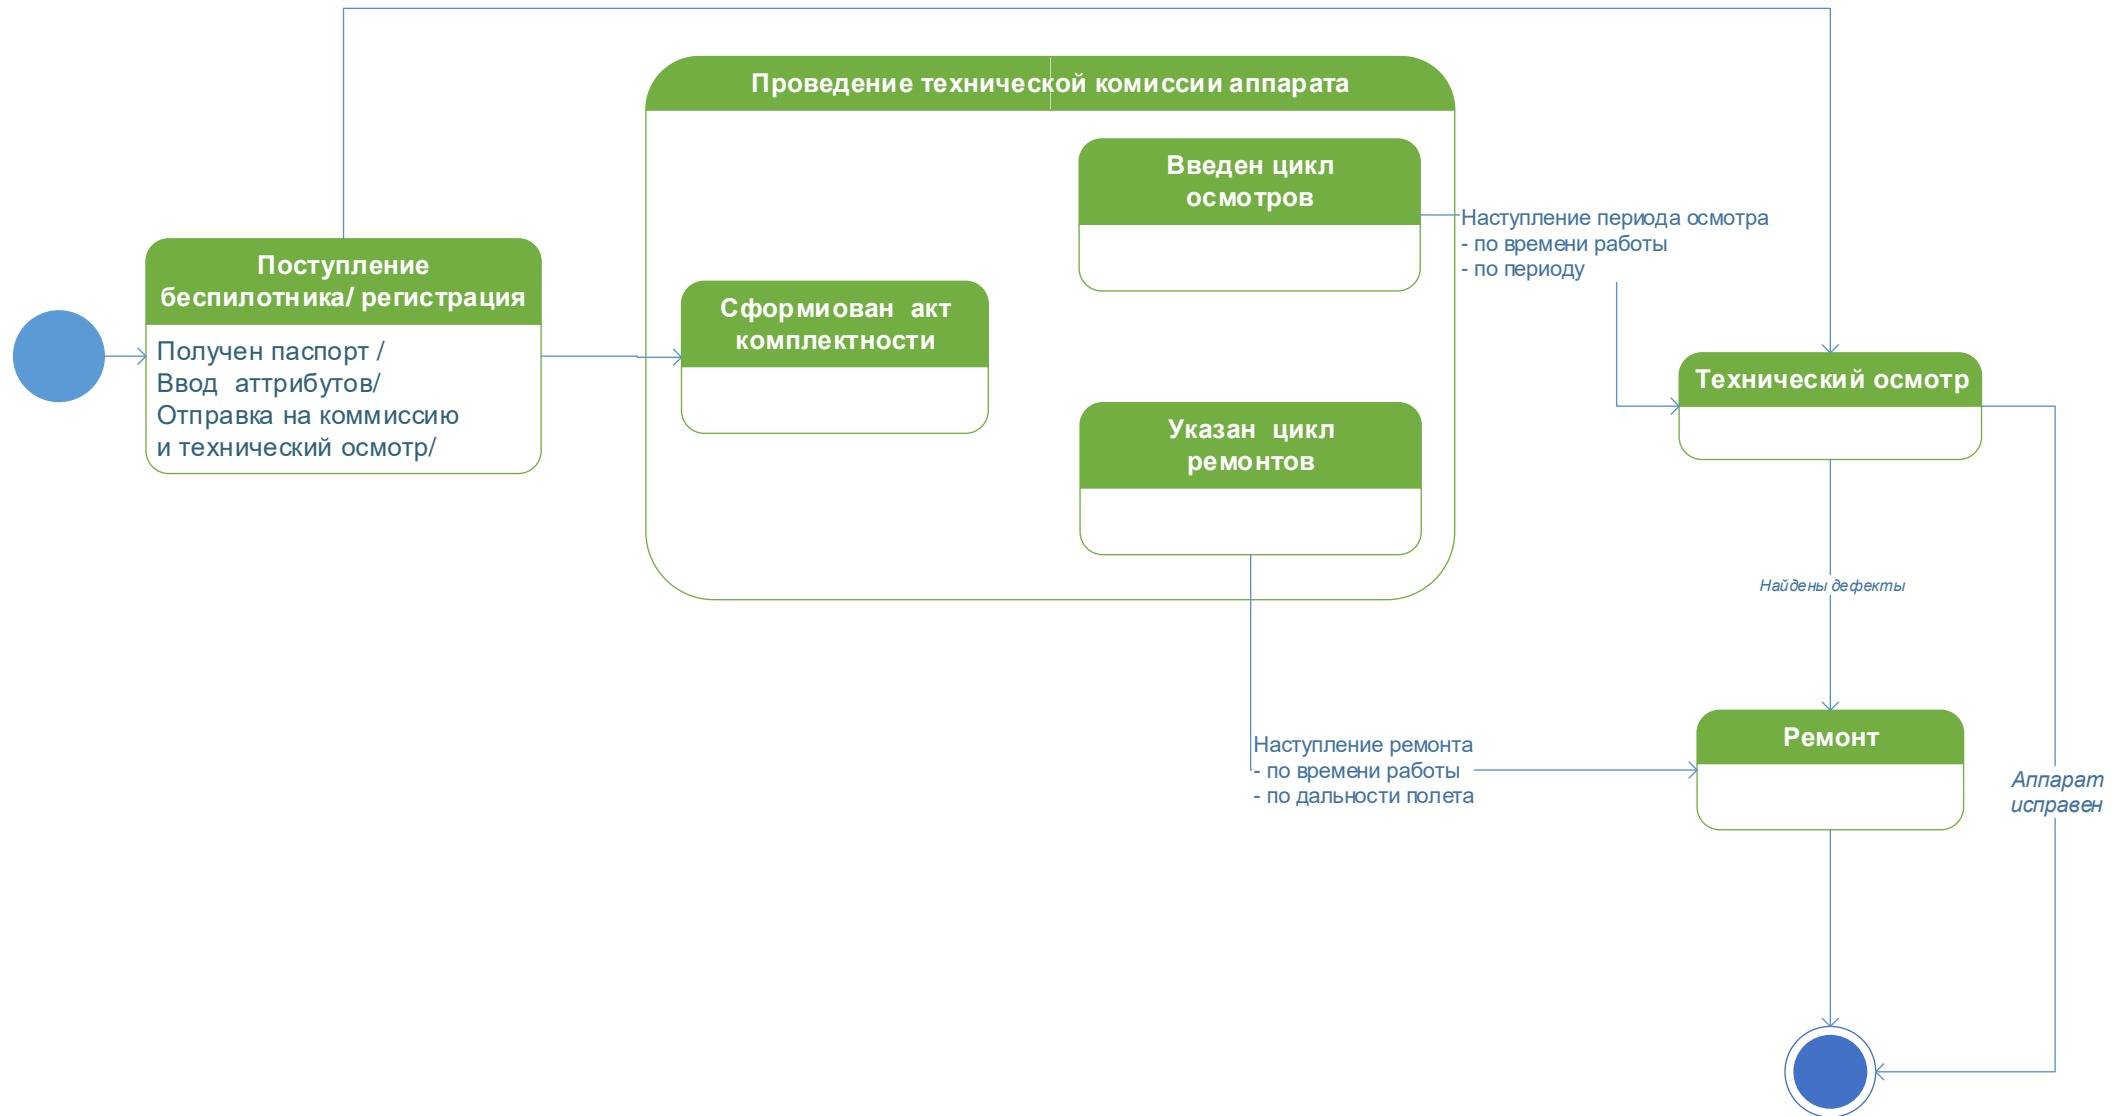 Проведение технической комиссии аппарата
Введен цикл
осмотров
Наступление периода осмотра
- по времени работы
- по периоду
Поступление
беспилотника/ регистрация
Получен паспорт /
Ввод аттрибутов/
Отправка на коммиссию
и технический осмотр/
Сформиован акт
комплектности
Технический осмотр
Указан цикл
ремонтов
Найдены дефекты
Наступление ремонта
- по времени работы
- по дальности полета
Ремонт
Аппарат
исправен